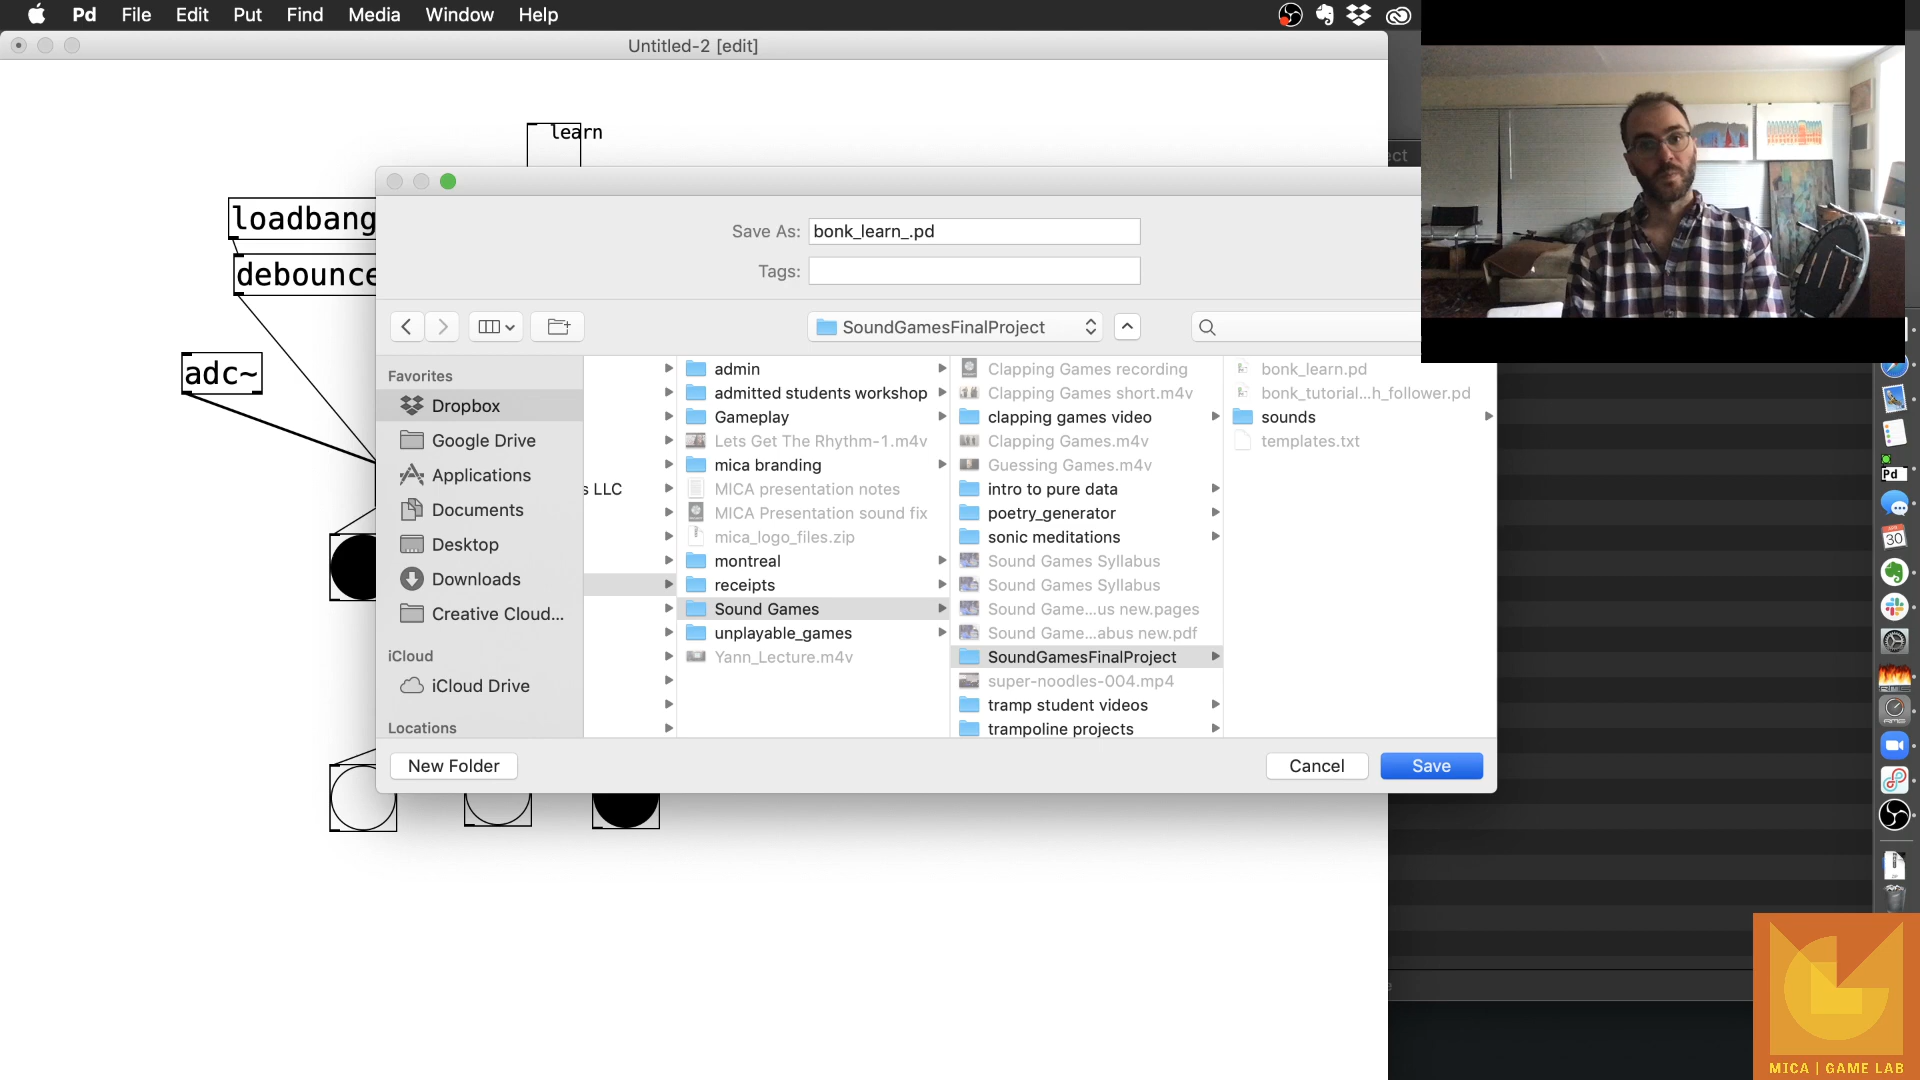 Pd File Edit Put Find Media Window Help
Untitled-2 [edit]
learn
loadbang
debounce
adc~
Save As: bonk_learn_.pd
Tags:
SoundGamesFinalProject
Favorites
Dropbox
Google Drive
Applications
Documents
Desktop
Downloads
Creative Cloud...
iCloud
iCloud Drive
Locations
s LLC
admin
admitted students workshop
Gameplay
Lets Get The Rhythm-1.m4v
mica branding
MICA presentation notes
MICA Presentation sound fix
mica_logo_files.zip
montreal
receipts
Sound Games
unplayable_games
Yann_Lecture.m4v
Clapping Games recording
Clapping Games short.m4v
clapping games video
Clapping Games.m4v
Guessing Games.m4v
intro to pure data
poetry_generator
sonic meditations
Sound Games Syllabus
Sound Games Syllabus
Sound Game...us new.pages
Sound Game...abus new.pdf
SoundGamesFinalProject
super-noodles-004.mp4
tramp student videos
trampoline projects
bonk_learn.pd
bonk_tutorial...h_follower.pd
sounds
templates.txt
New Folder
Cancel
Save
ct
Pd
30
MICA | GAME LAB